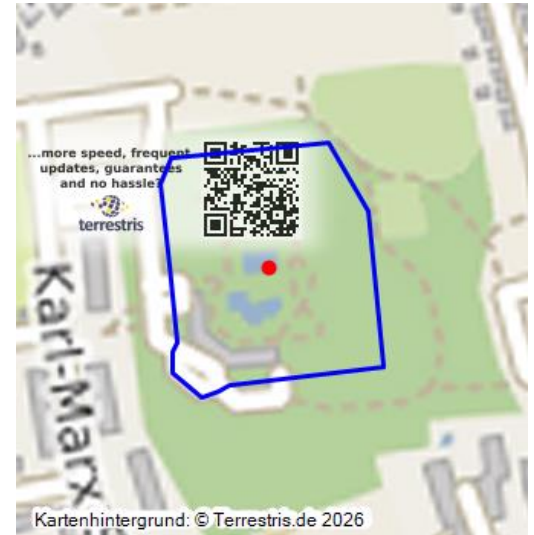 ...more speed, frequent
updates, guarantees
and no hassle?
terrestris
Karl-Marx
Kartenhintergrund: © Terrestris.de 2026